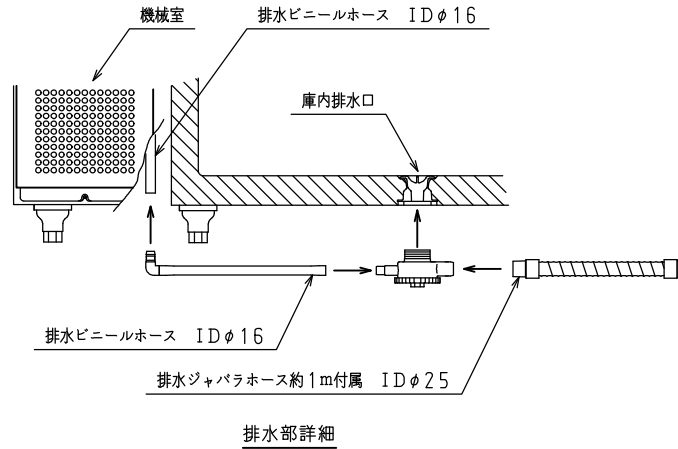 機械室
排水ビニールホース IDφ16
庫内排水口
排水ビニールホース IDφ16
排水ジャバラホース約1m付属 IDφ25
排水部詳細